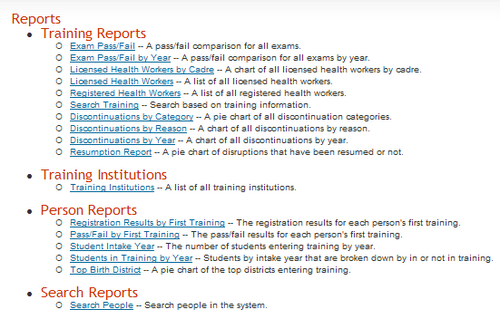 Reports
Training Reports
Exam Pass/Fail -- A pass/fail comparison for all exams.
Exam Pass/Fail by Year -- A pass/fail comparison for all exams by year.
Licensed Health Workers by Cadre -- A chart of all licensed health workers by cadre.
Licensed Health Workers -- A list of all licensed health workers.
Registered Health Workers -- A list of all registered health workers.
Search Training -- Search based on training information.
Discontinuations by Category -- A pie chart of all discontinuation categories.
Discontinuations by Reason -- A chart of all discontinuations by reason.
Discontinuations by Year -- A chart of all discontinuations by year.
Resumption Report -- A pie chart of disruptions that have been resumed or not.
Training Institutions
Training Institutions -- A list of all training institutions.
Person Reports
Registration Results by First Training -- The registration results for each person's first training.
Pass/Fail by First Training -- The pass/fail results for each person's first training.
Student Intake Year -- The number of students entering training by year.
Students in Training by Year -- Students by intake year that are broken down by in or not in training.
Top Birth District -- A pie chart of the top districts entering training.
Search Reports
Search People -- Search people in the system.